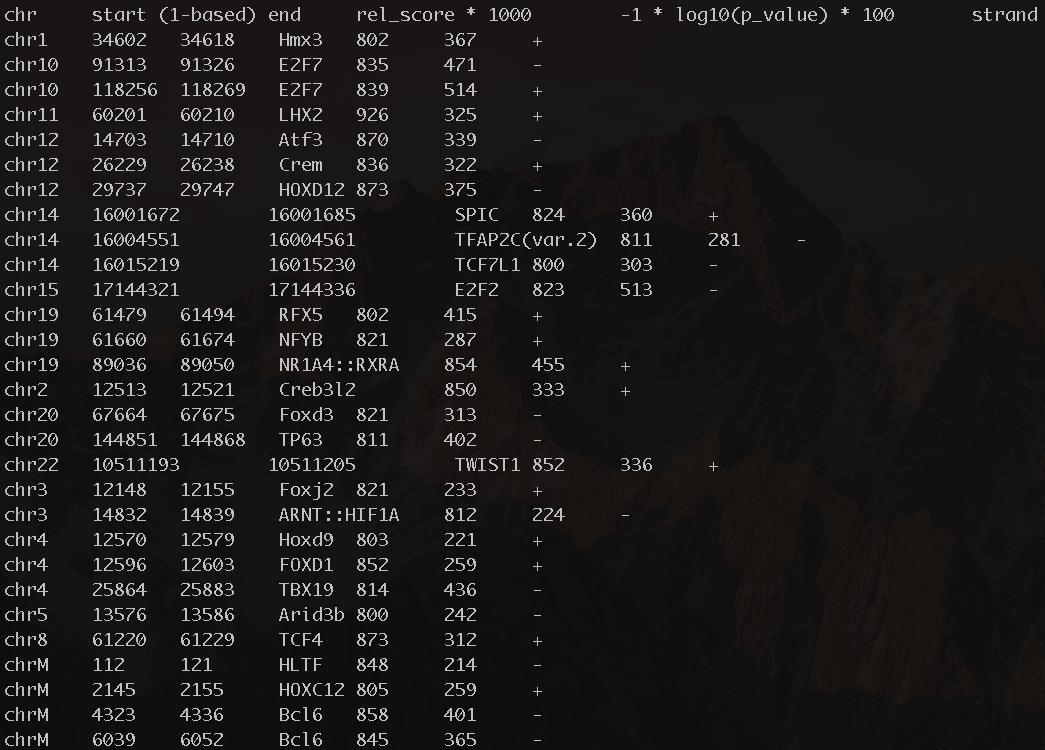 chr start (1-based) end rel_score * 1000 -1 * log10(p_value) * 100 strand
chr1 34602 34618 Hmx3 802 367 +
chr10 91313 91326 E2F7 835 471 -
chr10 118256 118269 E2F7 839 514 +
chr11 60201 60210 LHX2 926 325 +
chr12 14703 14710 Atf3 870 339 -
chr12 26229 26238 Crem 836 322 +
chr12 29737 29747 HOXD12 873 375 -
chr14 16001672 16001685 SPIC 824 360 +
chr14 16004551 16004561 TFAP2C(var.2) 811 281 -
chr14 16015219 16015230 TCF7L1 800 303 -
chr15 17144321 17144336 E2F2 823 513 -
chr19 61479 61494 RFX5 802 415 +
chr19 61660 61674 NFYB 821 287 +
chr19 89036 89050 NR1A4::RXRA 854 455 +
chr2 12513 12521 Creb3l2 850 333 +
chr20 67664 67675 Foxd3 821 313 -
chr20 144851 144868 TP63 811 402 -
chr22 10511193 10511205 TWIST1 852 336 +
chr3 12148 12155 Foxj2 821 233 +
chr3 14832 14839 ARNT::HIF1A 812 224 -
chr4 12570 12579 Hoxd9 803 221 +
chr4 12596 12603 FOXD1 852 259 +
chr4 25864 25883 TBX19 814 436 -
chr5 13576 13586 Arid3b 800 242 -
chr8 61220 61229 TCF4 873 312 +
chrM 112 121 HLTF 848 214 -
chrM 2145 2155 HOXC12 805 259 +
chrM 4323 4336 Bcl6 858 401 -
chrM 6039 6052 Bcl6 845 365 -